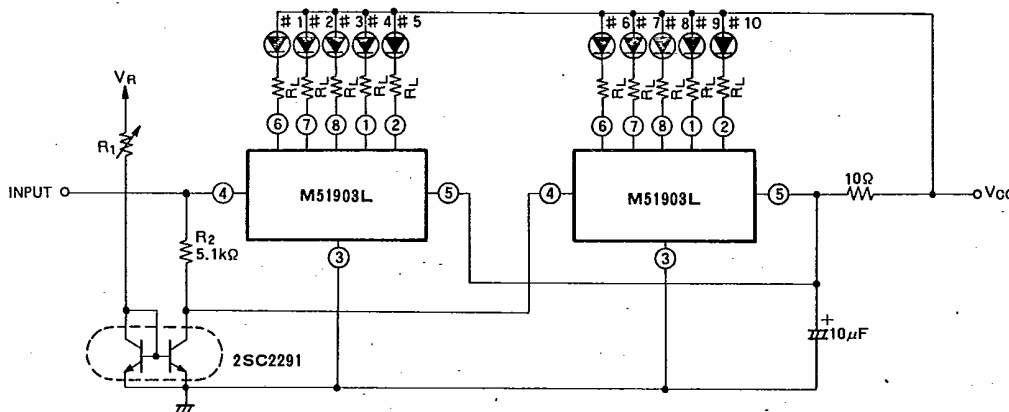 #1 #2 #3 #4 #5
#6 #7 #8 #9 #10
RL RL RL RL RL
RL RL RL RL RL
VR
R1
6 7 8 1 2
6 7 8 1 2
INPUT
4
M51903L
5
4
M51903L
5
10Ω
VCC
R2
5.1kΩ
3
3
2SC2291
+
10μF